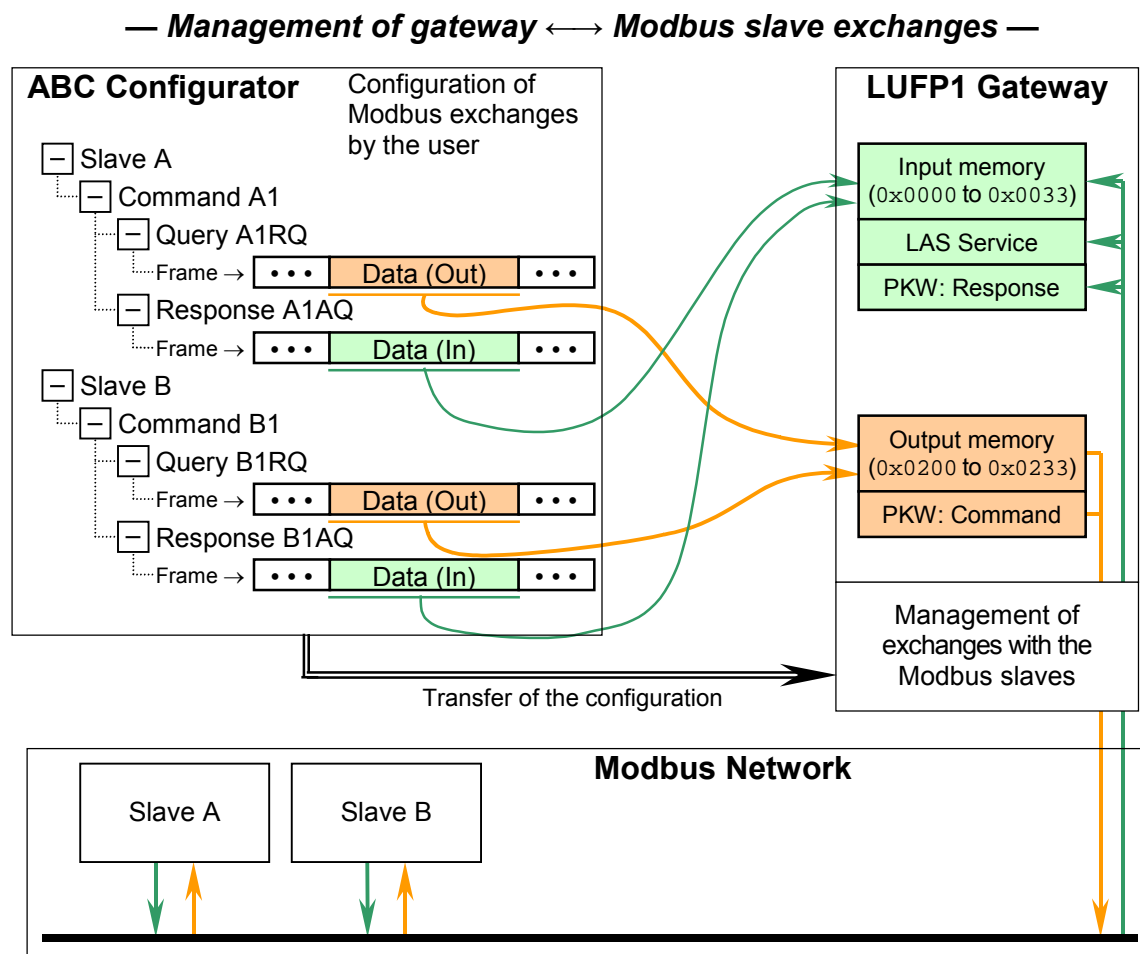 — Management of gateway ←→ Modbus slave exchanges —
ABC Configurator
Configuration of
Modbus exchanges
by the user
− Slave A
− Command A1
− Query A1RQ
Frame → • • • Data (Out) • • •
− Response A1AQ
Frame → • • • Data (In) • • •
− Slave B
− Command B1
− Query B1RQ
Frame → • • • Data (Out) • • •
− Response B1AQ
Frame → • • • Data (In) • • •
Transfer of the configuration
LUFP1 Gateway
Input memory
(0x0000 to 0x0033)
LAS Service
PKW: Response
Output memory
(0x0200 to 0x0233)
PKW: Command
Management of
exchanges with the
Modbus slaves
Modbus Network
Slave A
Slave B